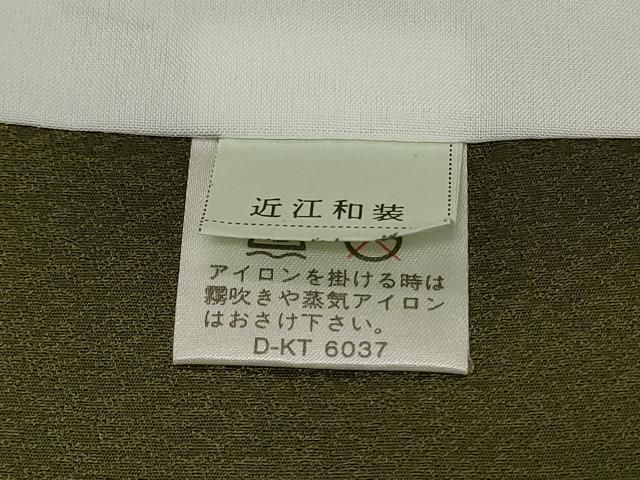 近江和装
アイロンを掛ける時は
霧吹きや蒸気アイロン
はおさけ下さい。
D-KT 6037